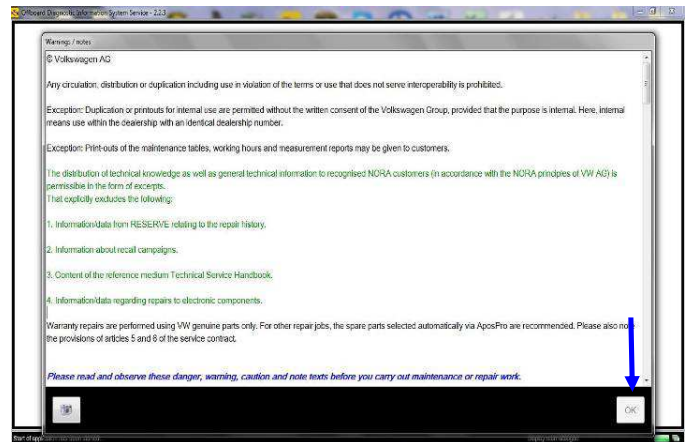 Offboard Diagnostic Information System Service - 2.2.3
Warnings / notes
© Volkswagen AG
Any circulation, distribution or duplication including use in violation of the terms or use that does not serve interoperability is prohibited.
Exception: Duplication or printouts for internal use are permitted without the written consent of the Volkswagen Group, provided that the purpose is internal. Here, internal
means use within the dealership with an identical dealership number.
Exception: Print-outs of the maintenance tables, working hours and measurement reports may be given to customers.
The distribution of technical knowledge as well as general technical information to recognised NORA customers (in accordance with the NORA principles of VW AG) is
permissible in the form of excerpts.
That explicitly excludes the following:
1. Information/data from RESERVE relating to the repair history.
2. Information about recall campaigns.
3. Content of the reference medium Technical Service Handbook.
4. Information/data regarding repairs to electronic components.
Warranty repairs are performed using VW genuine parts only. For other repair jobs, the spare parts selected automatically via AposPro are recommended. Please also note
the provisions of articles 5 and 6 of the service contract.
Please read and observe these danger, warning, caution and note texts before you carry out maintenance or repair work.
OK